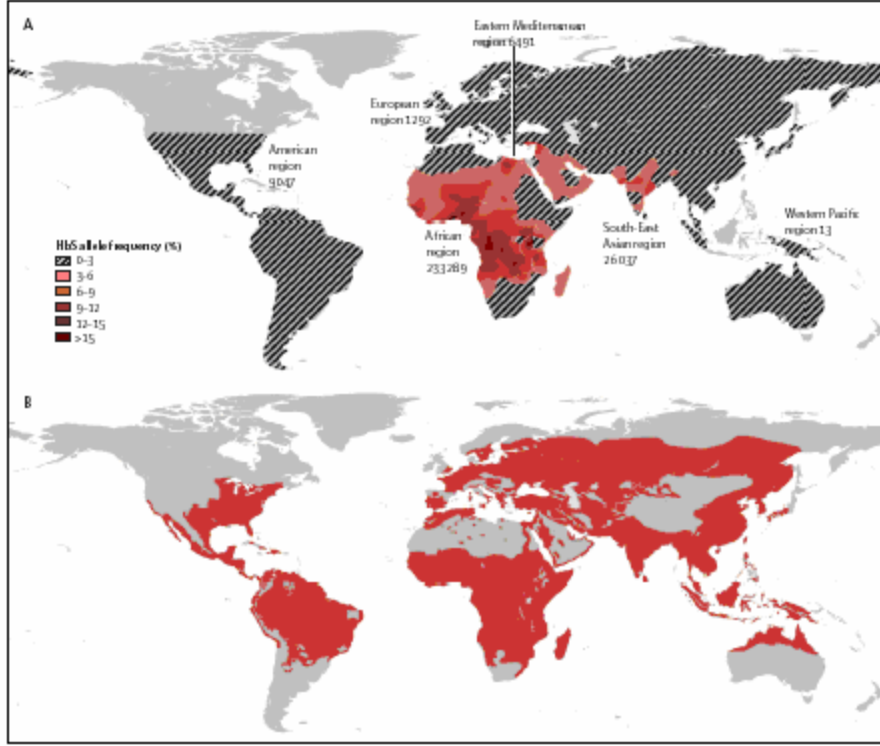 A
Eastern Mediterranean
region 6491
European
region 1292
American
region
9047
African
region
233289
South-East
Asian region
26037
Western Pacific
region 13
HbS allele frequency (%)
0–3
3–6
6–9
9–12
12–15
>15
B